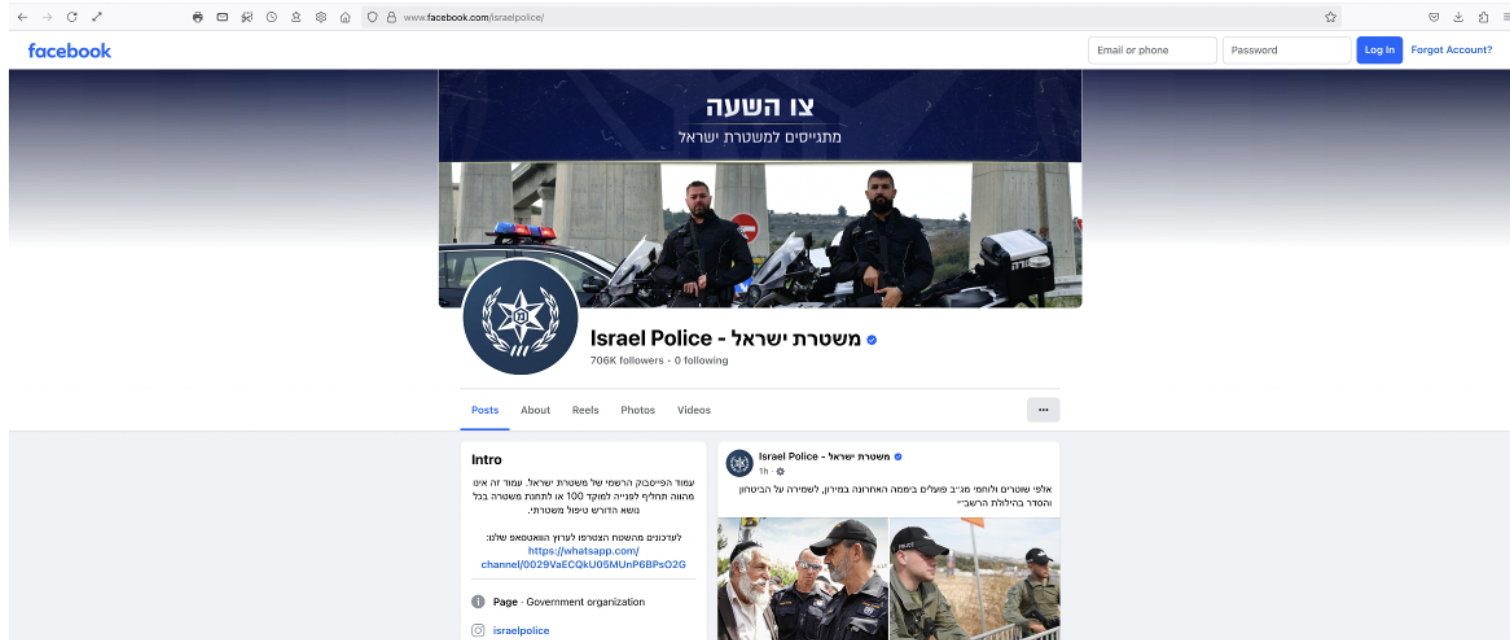 www.facebook.com/israelpolice/
facebook
Email or phone
Password
Log In
Forgot Account?
צו השעה
מתגייסים למשטרת ישראל
Israel Police - משטרת ישראל
706K followers • 0 following
Posts
About
Reels
Photos
Videos
Intro
עמוד הפייסבוק הרשמי של משטרת ישראל. עמוד זה אינו
מהווה תחליף לפנייה למוקד 100 או לתחנת משטרה בכל
נושא הדורש טיפול משטרתי.
לעדכונים מהשטח הצטרפו לערוץ הוואטסאפ שלנו:
https://whatsapp.com/
channel/0029VaECQkU05MUnP6BPsO2G
Page · Government organization
israelpolice
Israel Police - משטרת ישראל
1h ·
אלפי שוטרים ולוחמי מג״ב פועלים ביממה האחרונה במירון, לשמירה על הביטחון
והסדר בהילולת הרשב״י
POLICE